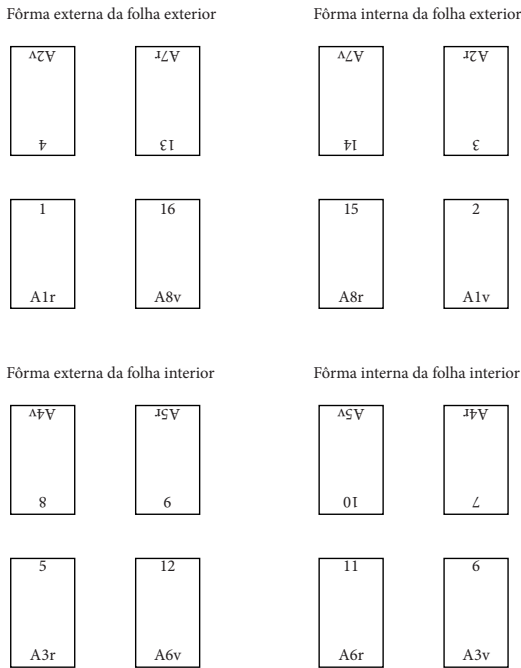 Fôrma externa da folha exterior Fôrma interna da folha exterior
A2v A7r A7v A2r
4 13 14 3
1 16 15 2
A1r A8v A8r A1v
Fôrma externa da folha interior Fôrma interna da folha interior
A4v A5r A5v A4r
8 9 10 7
5 12 11 6
A3r A6v A6r A3v